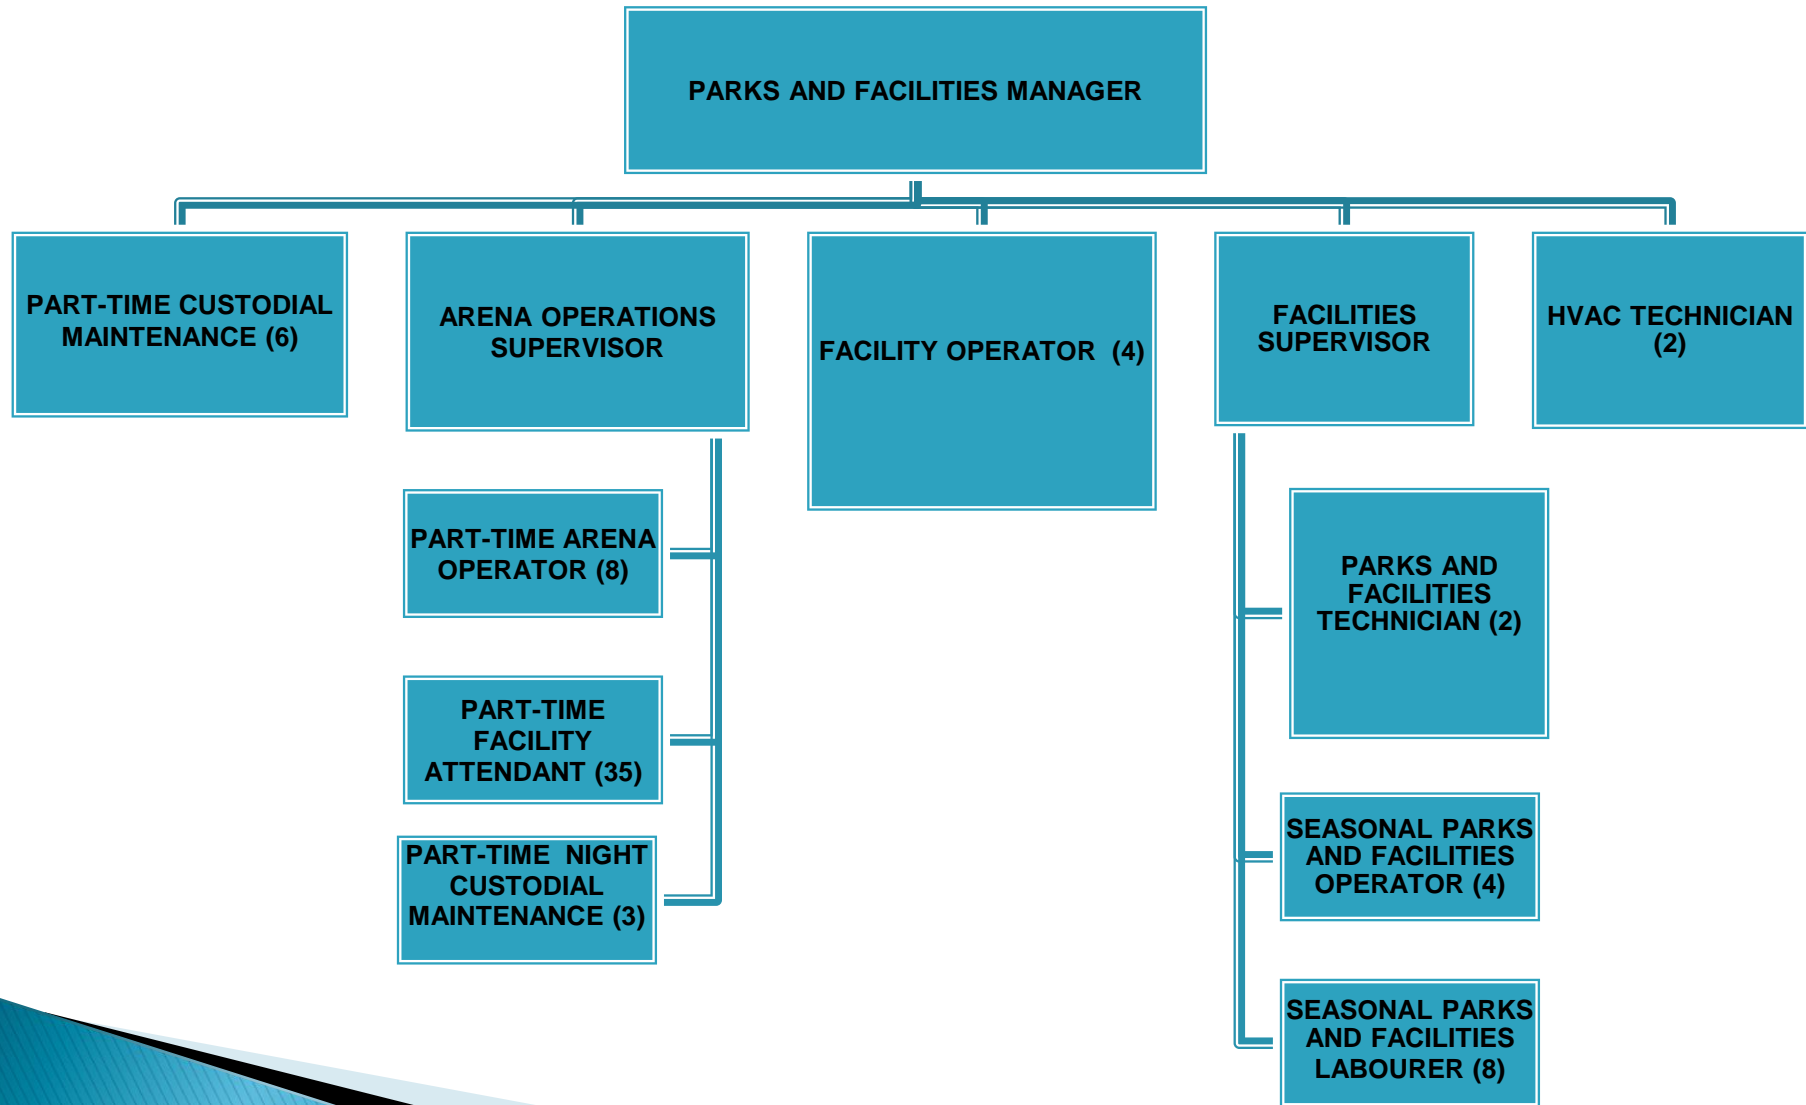 PARKS AND FACILITIES MANAGER
PART-TIME CUSTODIAL
MAINTENANCE (6)
ARENA OPERATIONS
SUPERVISOR
FACILITY OPERATOR (4)
FACILITIES
SUPERVISOR
HVAC TECHNICIAN
(2)
PART-TIME ARENA
OPERATOR (8)
PART-TIME
FACILITY
ATTENDANT (35)
PART-TIME NIGHT
CUSTODIAL
MAINTENANCE (3)
PARKS AND
FACILITIES
TECHNICIAN (2)
SEASONAL PARKS
AND FACILITIES
OPERATOR (4)
SEASONAL PARKS
AND FACILITIES
LABOURER (8)